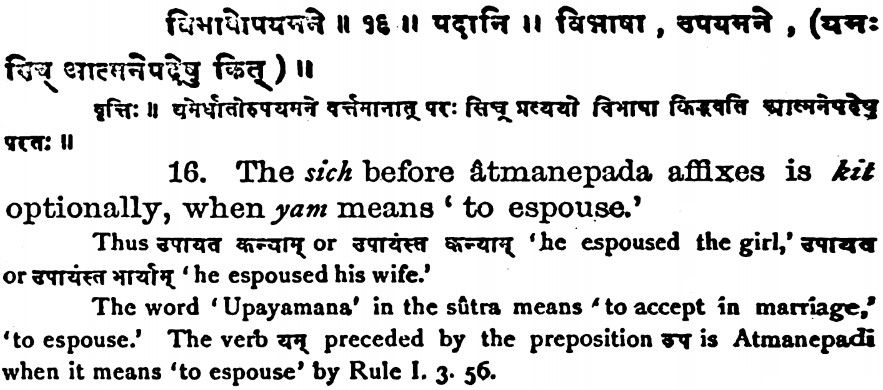 विभाषोपयमने ॥ १६ ॥ पदानि ॥ विभाषा , उपयमने , (यमः
सिच् आत्मनेपदेषु कित् ) ॥
वृत्तिः ॥ यमेर्धातोरुपयमने वर्त्तमानात् परः सिच् प्रत्ययो विभाषा किद्भवति आत्मनेपदेषु
परतः ॥
16. The sich before âtmanepada affixes is kit
optionally, when yam means ‘ to espouse.’
Thus उपायत कन्याम् or उपायंस्त कन्याम् ‘he espoused the girl,’ उपायत
or उपायंस्त भार्याम् ‘he espoused his wife.’
The word ‘Upayamana’ in the sûtra means ‘to accept in marriage,’
‘to espouse.’ The verb यम् preceded by the preposition उप is Atmanepadi
when it means ‘to espouse’ by Rule I. 3. 56.